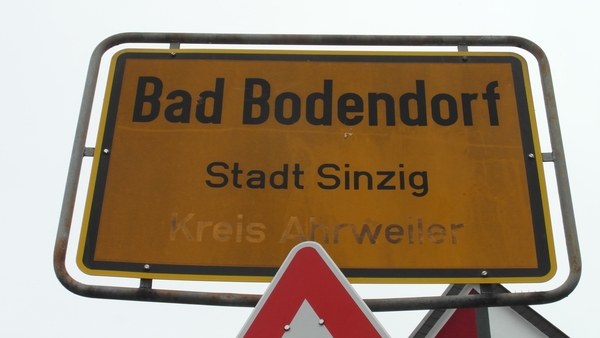 Bad Bodendorf
Stadt Sinzig
Kreis Ahrweiler